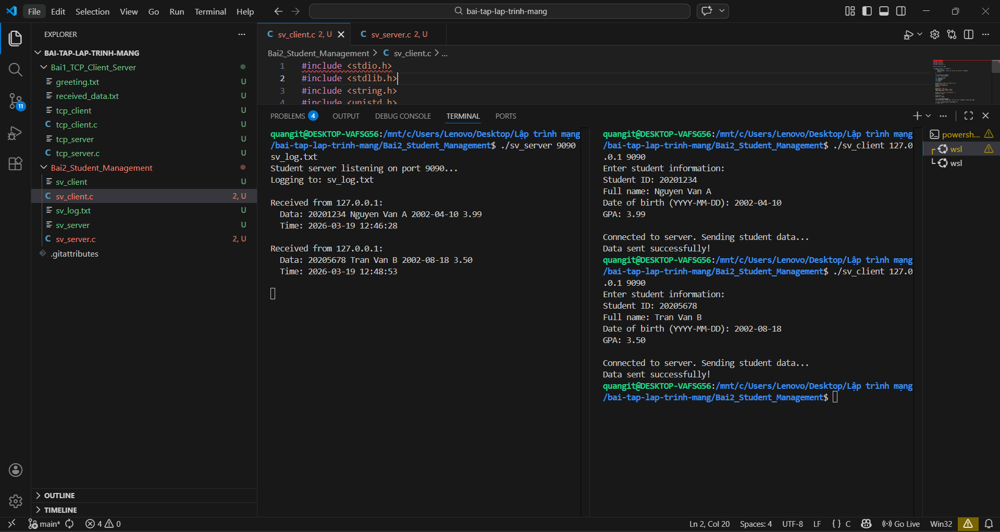 File Edit Selection View Go Run Terminal Help
bai-tap-lap-trinh-mang
EXPLORER
BAI-TAP-LAP-TRINH-MANG
Bai1_TCP_Client_Server
greeting.txt U
received_data.txt U
tcp_client U
C tcp_client.c U
tcp_server U
C tcp_server.c U
Bai2_Student_Management
sv_client U
C sv_client.c 2, U
sv_log.txt U
sv_server U
C sv_server.c 2, U
.gitattributes
11
OUTLINE
TIMELINE
C sv_client.c 2, U
C sv_server.c 2, U
Bai2_Student_Management > C sv_client.c > ...
1 #include <stdio.h>
2 #include <stdlib.h>
3 #include <string.h>
4 #include <unistd.h>
PROBLEMS 4 OUTPUT DEBUG CONSOLE TERMINAL PORTS
quangit@DESKTOP-VAFSG56:/mnt/c/Users/Lenovo/Desktop/Lập trình mạng
/bai-tap-lap-trinh-mang/Bai2_Student_Management$ ./sv_server 9090
sv_log.txt
Student server listening on port 9090...
Logging to: sv_log.txt
Received from 127.0.0.1:
Data: 20201234 Nguyen Van A 2002-04-10 3.99
Time: 2026-03-19 12:46:28
Received from 127.0.0.1:
Data: 20205678 Tran Van B 2002-08-18 3.50
Time: 2026-03-19 12:48:53
quangit@DESKTOP-VAFSG56:/mnt/c/Users/Lenovo/Desktop/Lập trình mạng
/bai-tap-lap-trinh-mang/Bai2_Student_Management$ ./sv_client 127.0
.0.1 9090
Enter student information:
Student ID: 20201234
Full name: Nguyen Van A
Date of birth (YYYY-MM-DD): 2002-04-10
GPA: 3.99
Connected to server. Sending student data...
Data sent successfully!
quangit@DESKTOP-VAFSG56:/mnt/c/Users/Lenovo/Desktop/Lập trình mạng
/bai-tap-lap-trinh-mang/Bai2_Student_Management$ ./sv_client 127.0
.0.1 9090
Enter student information:
Student ID: 20205678
Full name: Tran Van B
Date of birth (YYYY-MM-DD): 2002-08-18
GPA: 3.50
Connected to server. Sending student data...
Data sent successfully!
quangit@DESKTOP-VAFSG56:/mnt/c/Users/Lenovo/Desktop/Lập trình mạng
/bai-tap-lap-trinh-mang/Bai2_Student_Management$
powersh...
wsl
wsl
main* 4 0
Ln 2, Col 20 Spaces: 4 UTF-8 LF { } C Go Live Win32